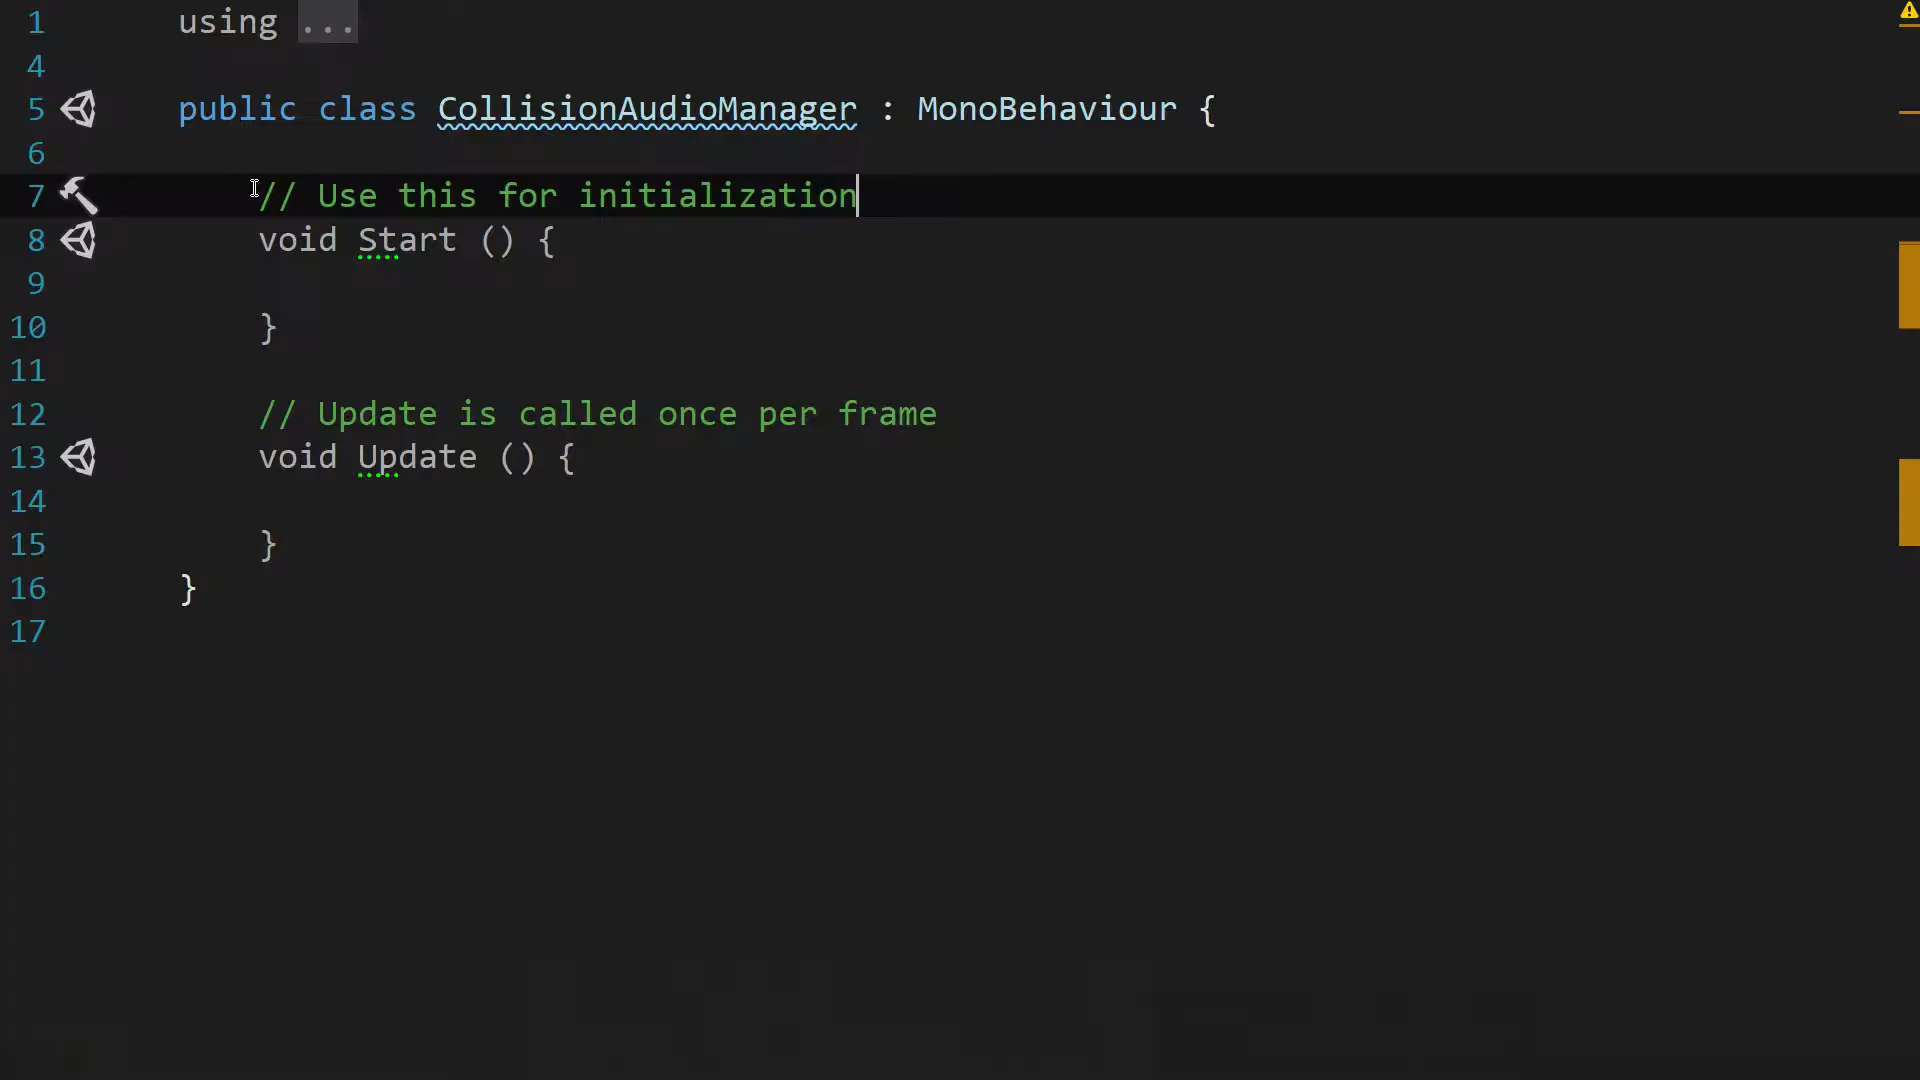 1 using ...
4
5 public class CollisionAudioManager : MonoBehaviour {
6
7 // Use this for initialization
8 void Start () {
9
10 }
11
12 // Update is called once per frame
13 void Update () {
14
15 }
16 }
17